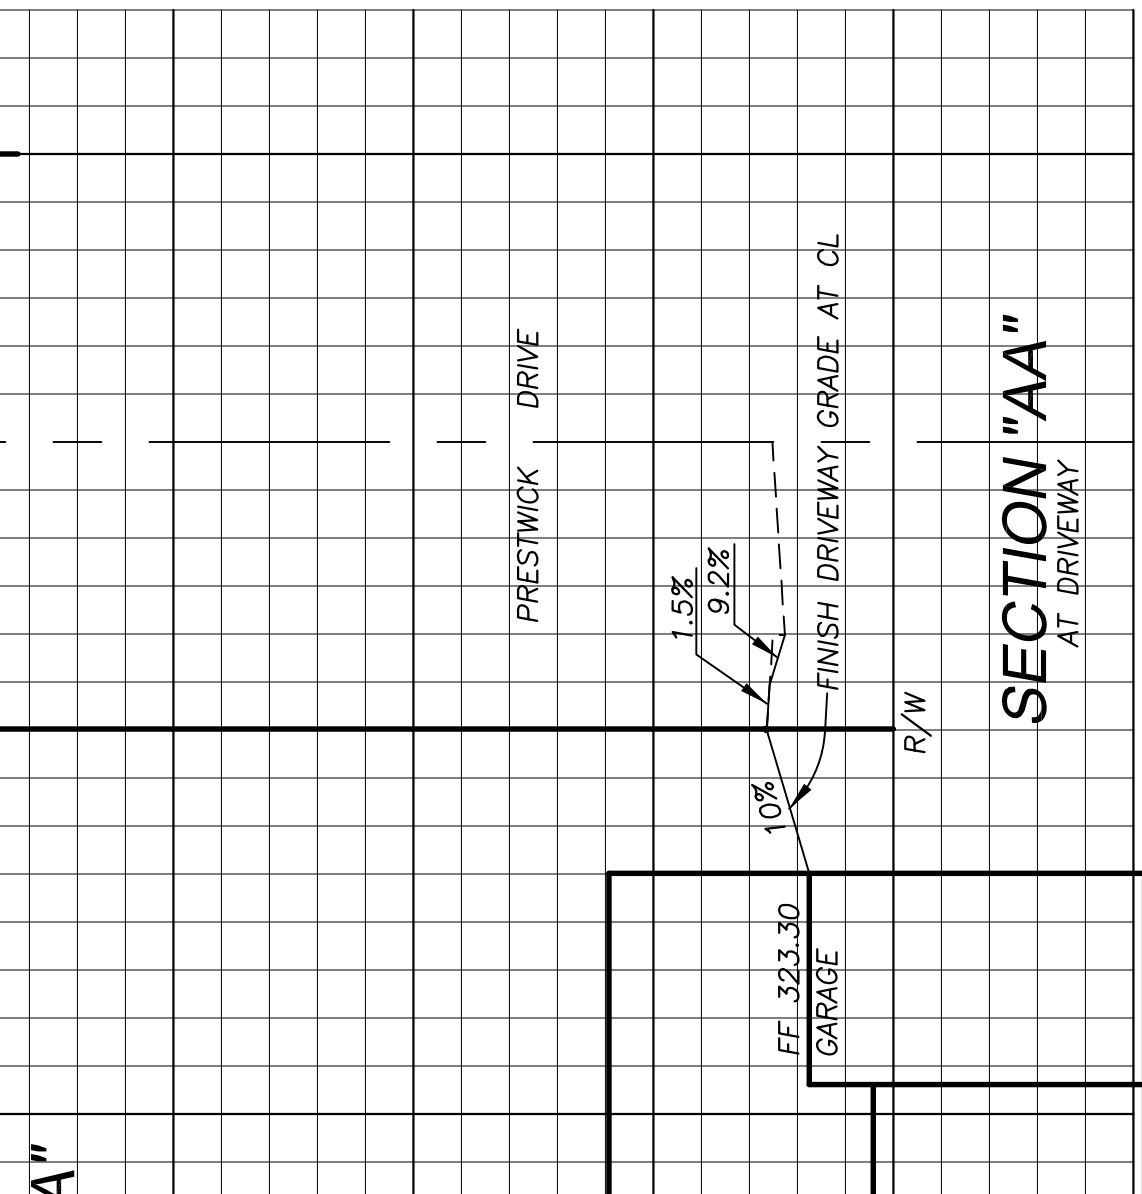 PRESTWICK DRIVE
1.5%
9.2%
10%
FINISH DRIVEWAY GRADE AT CL
FF 323.30
GARAGE
R/W
SECTION "AA"
AT DRIVEWAY
A"